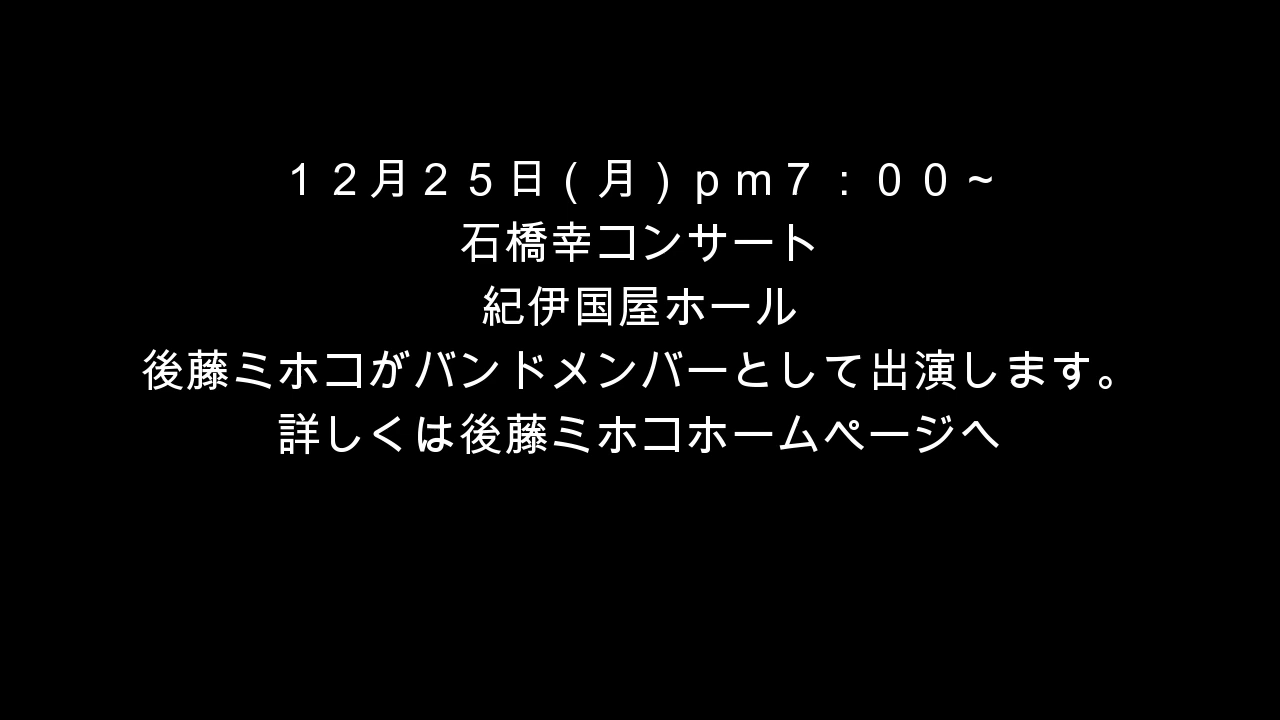 １２月２５日(月)ｐｍ７：００~
石橋幸コンサート
紀伊国屋ホール
後藤ミホコがバンドメンバーとして出演します。
詳しくは後藤ミホコホームページへ